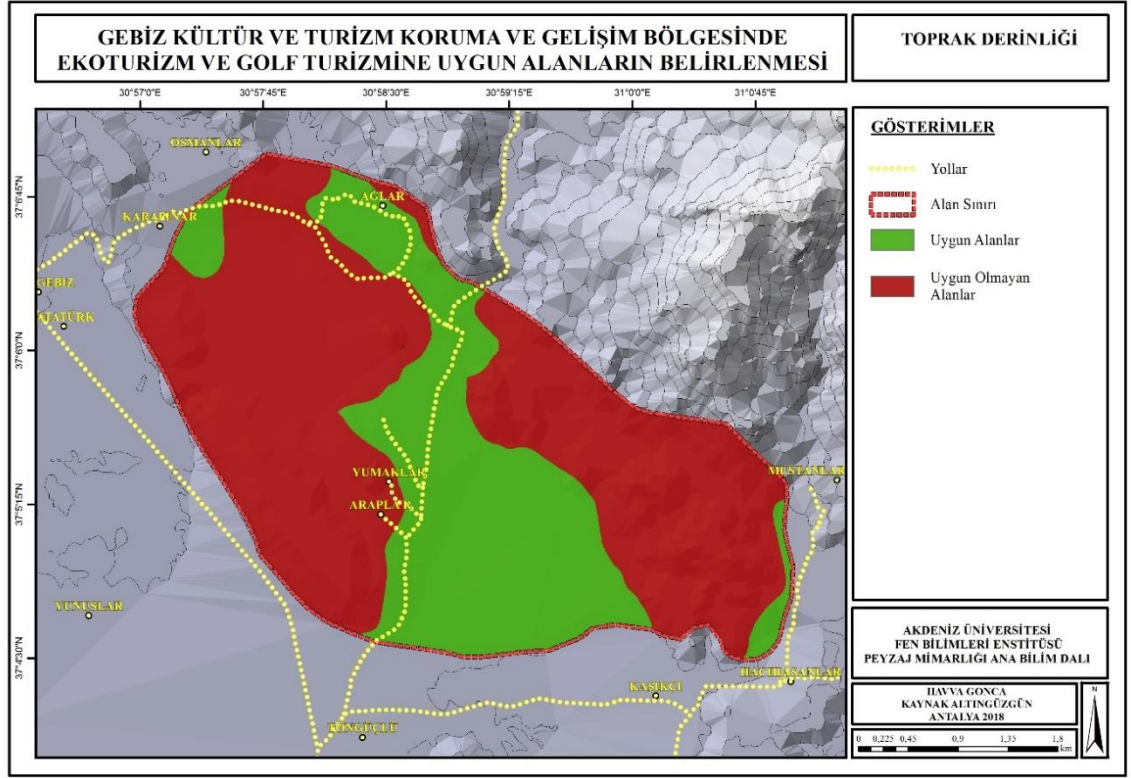 GEBİZ KÜLTÜR VE TURİZM KORUMA VE GELİŞİM BÖLGESİNDE
EKOTURİZM VE GOLF TURİZMİNE UYGUN ALANLARIN BELİRLENMESİ
TOPRAK DERİNLİĞİ
30°57'0"E
30°57'45"E
30°58'30"E
30°59'15"E
31°0'0"E
31°0'45"E
37°6'45"N
37°6'0"N
37°5'15"N
37°4'30"N
OSMANLAR
AĞLAR
KARAPINAR
GEBİZ
ATATÜRK
YUMAKLAR
ARAPLAR
MUSTANLAR
YUNUSLAR
HACIHASANLAR
KAŞIKÇI
TONGÜÇLÜ
GÖSTERİMLER
Yollar
Alan Sınırı
Uygun Alanlar
Uygun Olmayan
Alanlar
AKDENİZ ÜNİVERSİTESİ
FEN BİLİMLERİ ENSTİTÜSÜ
PEYZAJ MİMARLIĞI ANA BİLİM DALI
HAVVA GONCA
KAYNAK ALTINGÜZGÜN
ANTALYA 2018
N
0 0,225 0,45 0,9 1,35 1,8
km